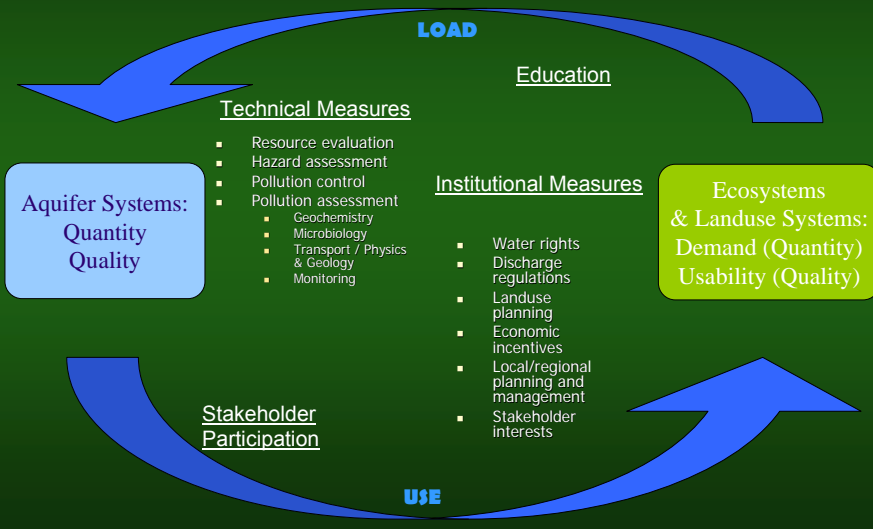 LOAD
Education
Technical Measures
Resource evaluation
Hazard assessment
Pollution control
Pollution assessment
Geochemistry
Microbiology
Transport / Physics
& Geology
Monitoring
Aquifer Systems:
Quantity
Quality
Institutional Measures
Water rights
Discharge
regulations
Landuse
planning
Economic
incentives
Local/regional
planning and
management
Stakeholder
interests
Ecosystems
& Landuse Systems:
Demand (Quantity)
Usability (Quality)
Stakeholder
Participation
USE